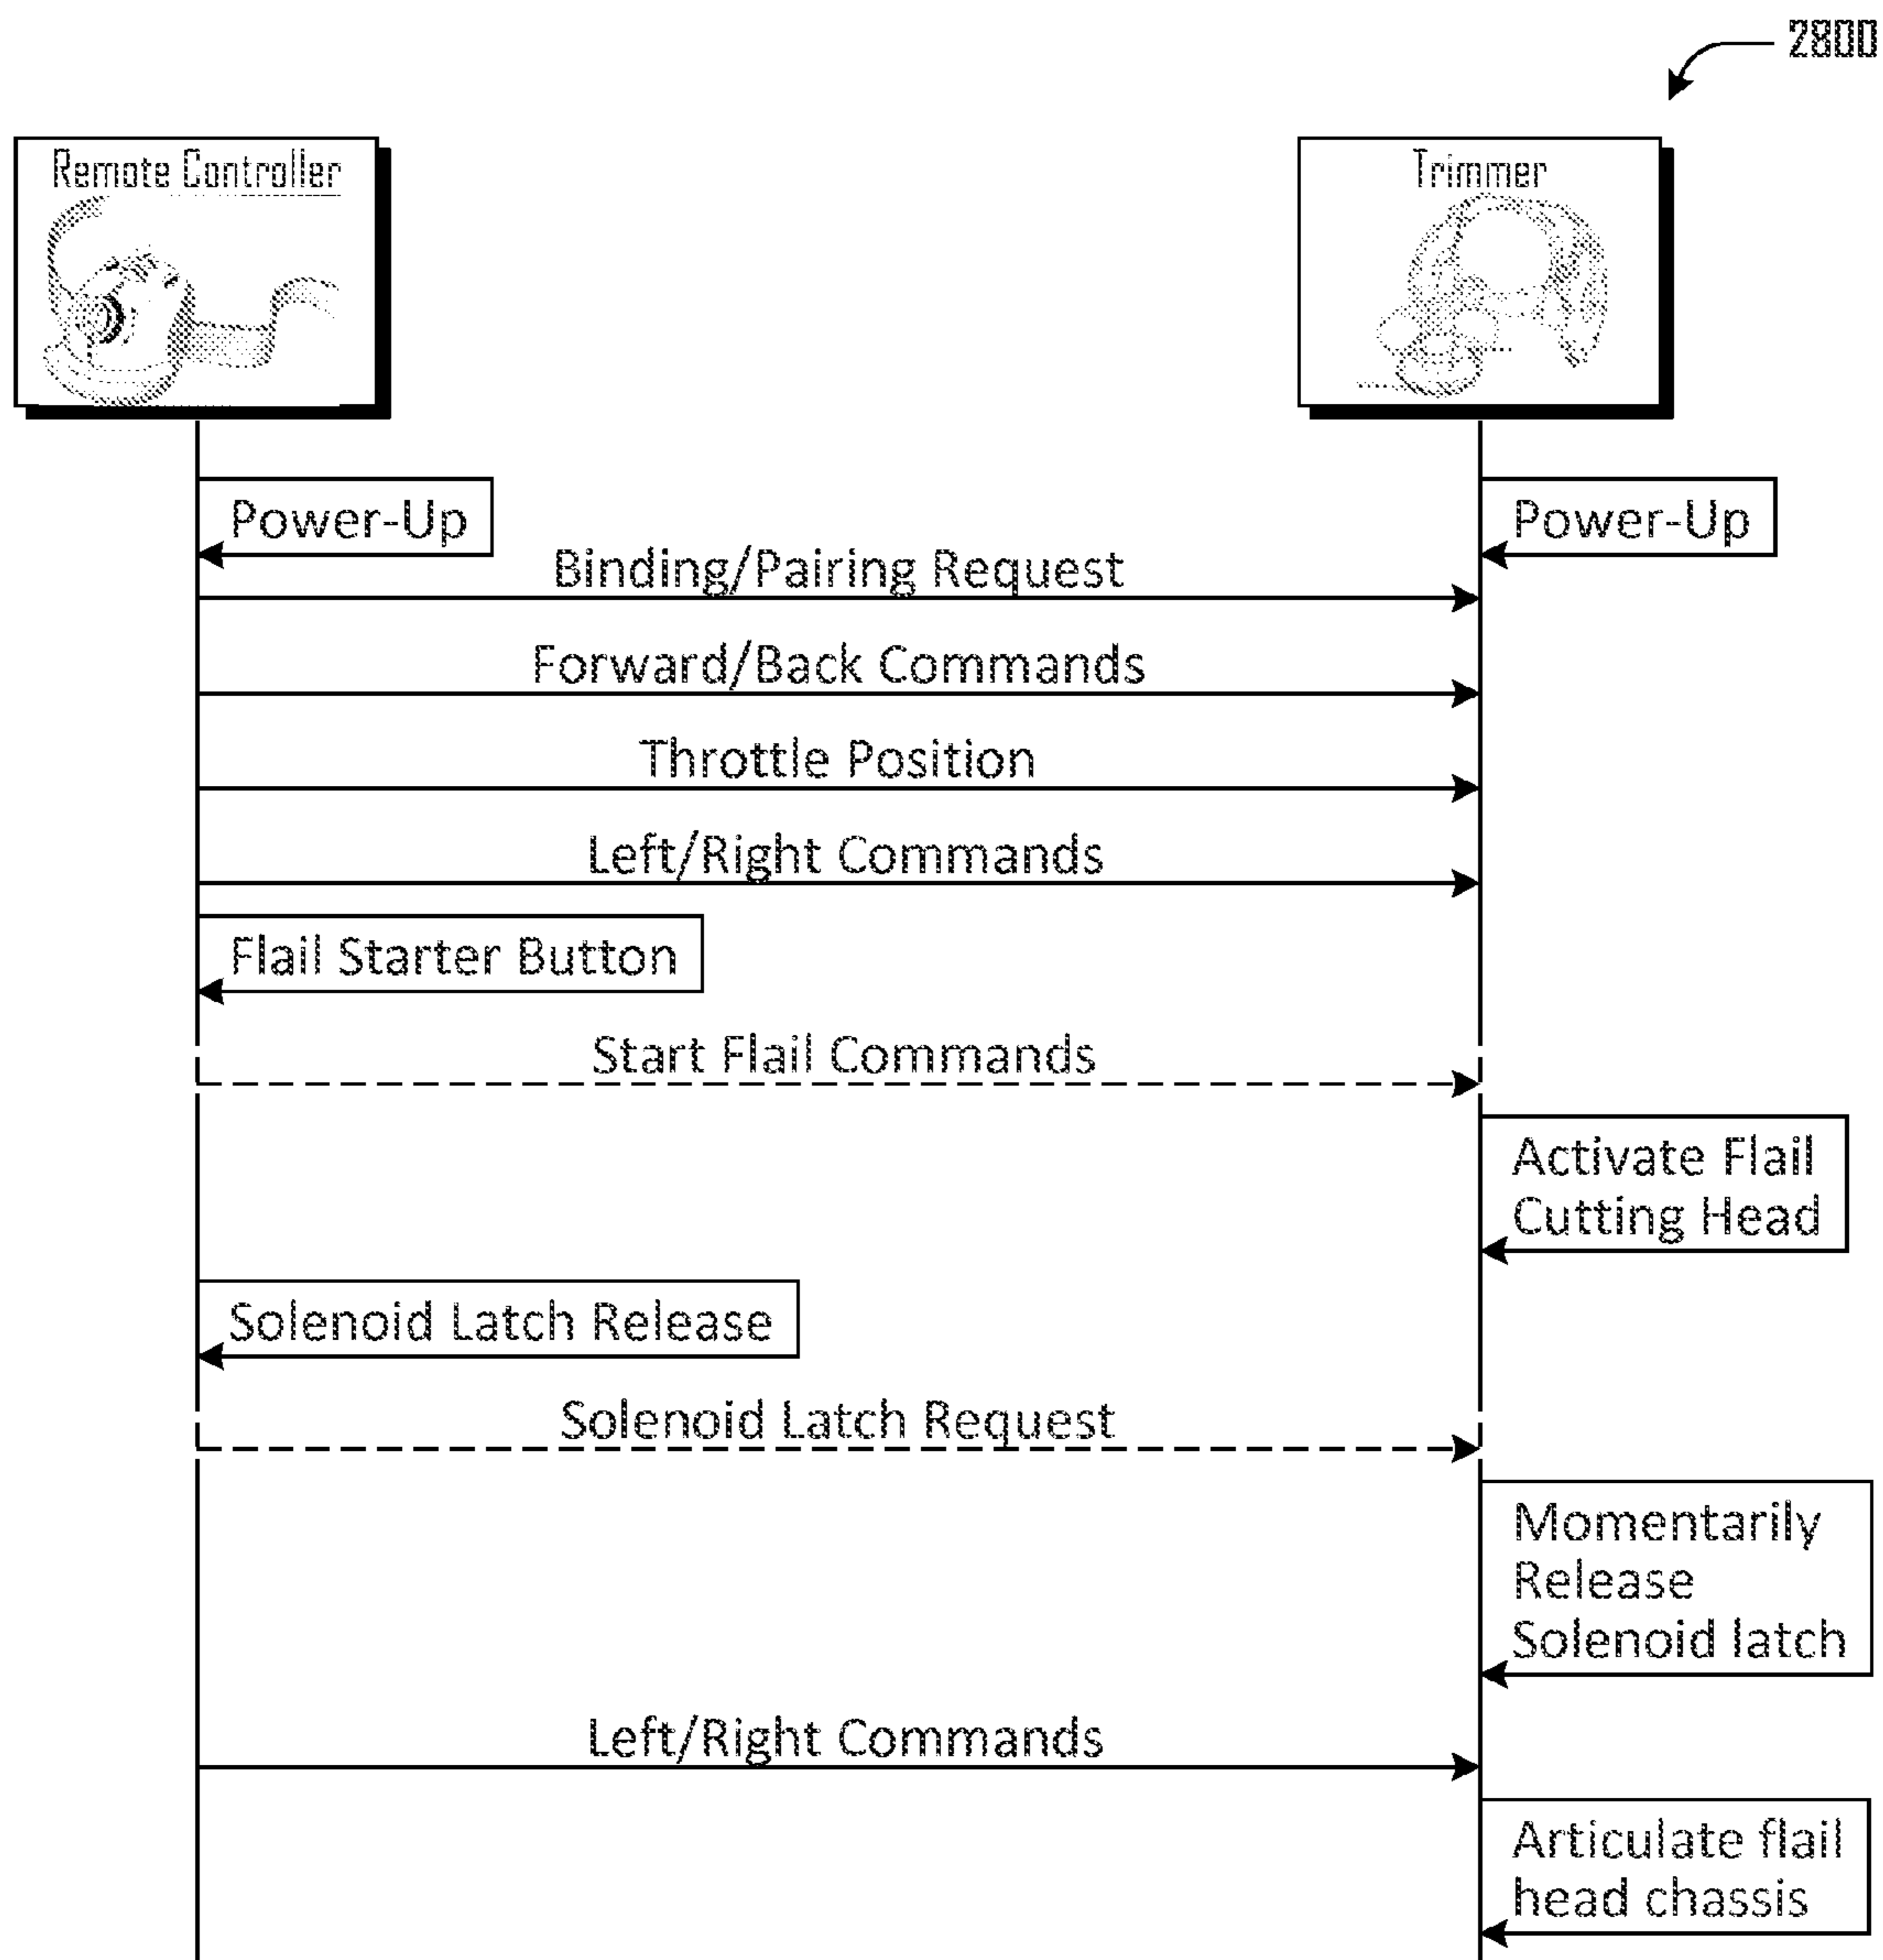 2800
Remote Controller
Trimmer
Power-Up
Power-Up
Binding/Pairing Request
Forward/Back Commands
Throttle Position
Left/Right Commands
Flail Starter Button
Start Flail Commands
Activate Flail
Cutting Head
Solenoid Latch Release
Solenoid Latch Request
Momentarily
Release
Solenoid latch
Left/Right Commands
Articulate flail
head chassis